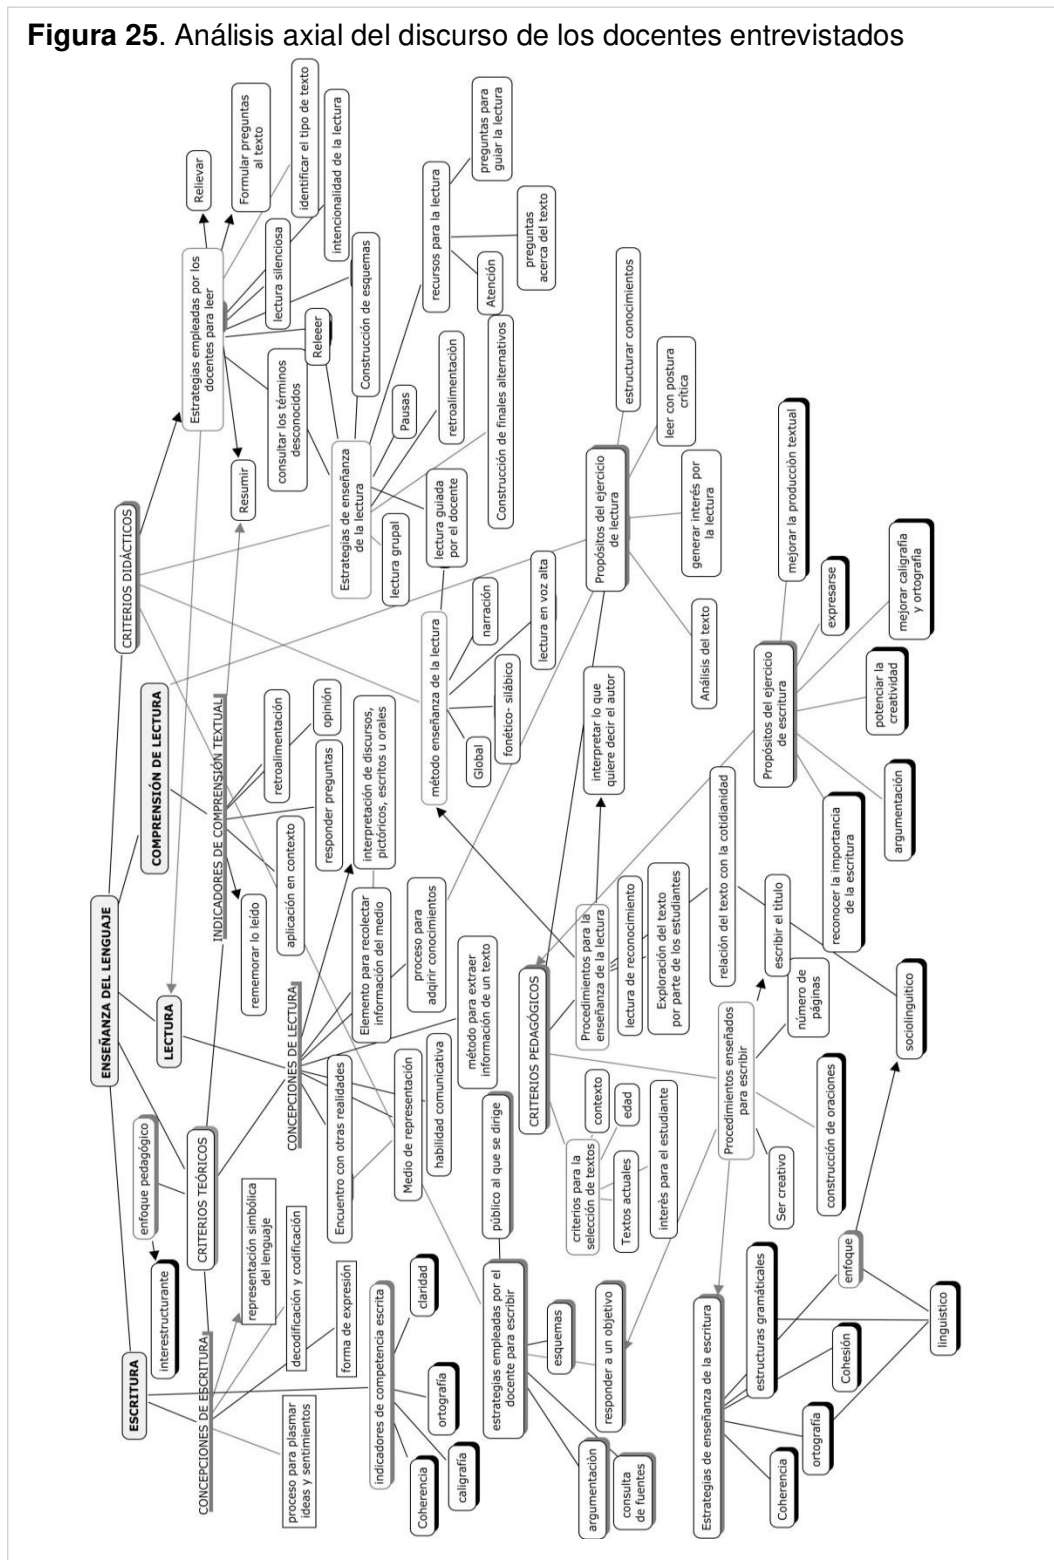 Figura 25. Análisis axial del discurso de los docentes entrevistados
ENSEÑANZA DEL LENGUAJE
ESCRITURA
enfoque pedagógico
interestructurante
CRITERIOS TEÓRICOS
LECTURA
COMPRENSIÓN DE LECTURA
CRITERIOS DIDÁCTICOS
Estrategias empleadas por los
docentes para leer
Relievar
Formular preguntas
al texto
identificar el tipo de texto
intencionalidad de la lectura
lectura silenciosa
Construcción de esquemas
Releeer
consultar los términos
desconocidos
Resumir
CONCEPCIONES DE ESCRITURA
proceso para plasmar
ideas y sentimientos
representación simbólica
del lenguaje
decodificación y codificación
forma de expresión
indicadores de competencia escrita
Coherencia
caligrafía
ortografía
claridad
CONCEPCIONES DE LECTURA
Encuentro con otras realidades
Medio de representación
habilidad comunicativa
método para extraer
información de un texto
proceso para
adqirir conocimientos
Elemento para recolectar
información del medio
interpretación de discursos,
pictóricos, escritos u orales
INDICADORES DE COMPRENSIÓN TEXTUAL
rememorar lo leído
aplicación en contexto
responder preguntas
retroalimentación
opinión
Estrategias de enseñanza
de la lectura
lectura grupal
lectura guiada
por el docente
Pausas
retroalimentaciòn
Construcción de finales alternativos
recursos para la lectura
Atención
preguntas
acerca del texto
preguntas para
guiar la lectura
método enseñanza de la lectura
Global
fonético- silábico
narración
lectura en voz alta
estrategias empleadas por el
docente para escribir
público al que se dirige
argumentaciòn
consulta
de fuentes
esquemas
responder a un objetivo
CRITERIOS PEDAGÓGICOS
criterios para la
selección de textos
contexto
edad
Textos actuales
interès para el estudiante
Procedimientos para la
enseñanza de la lectura
lectura de reconocimiento
Exploración del texto
por parte de los estudiantes
relación del texto con la cotidianidad
interpretar lo que
quiere decir el autor
Propósitos del ejercicio
de lectura
Análisis del texto
generar interés por
la lectura
leer con postura
crítica
estructurar conocimientos
Procedimientos enseñados
para escribir
Ser creativo
construcción de oraciones
número de
páginas
escribir el título
Propósitos del ejercicio
de escritura
reconocer la importancia
de la escritura
argumentación
potenciar la
creatividad
mejorar caligrafia
y ortografia
expresarse
mejorar la producciòn textual
Estrategias de enseñanza de la escritura
Coherencia
ortografía
Cohesión
estructuras gramáticales
enfoque
linguistico
sociolinguitico